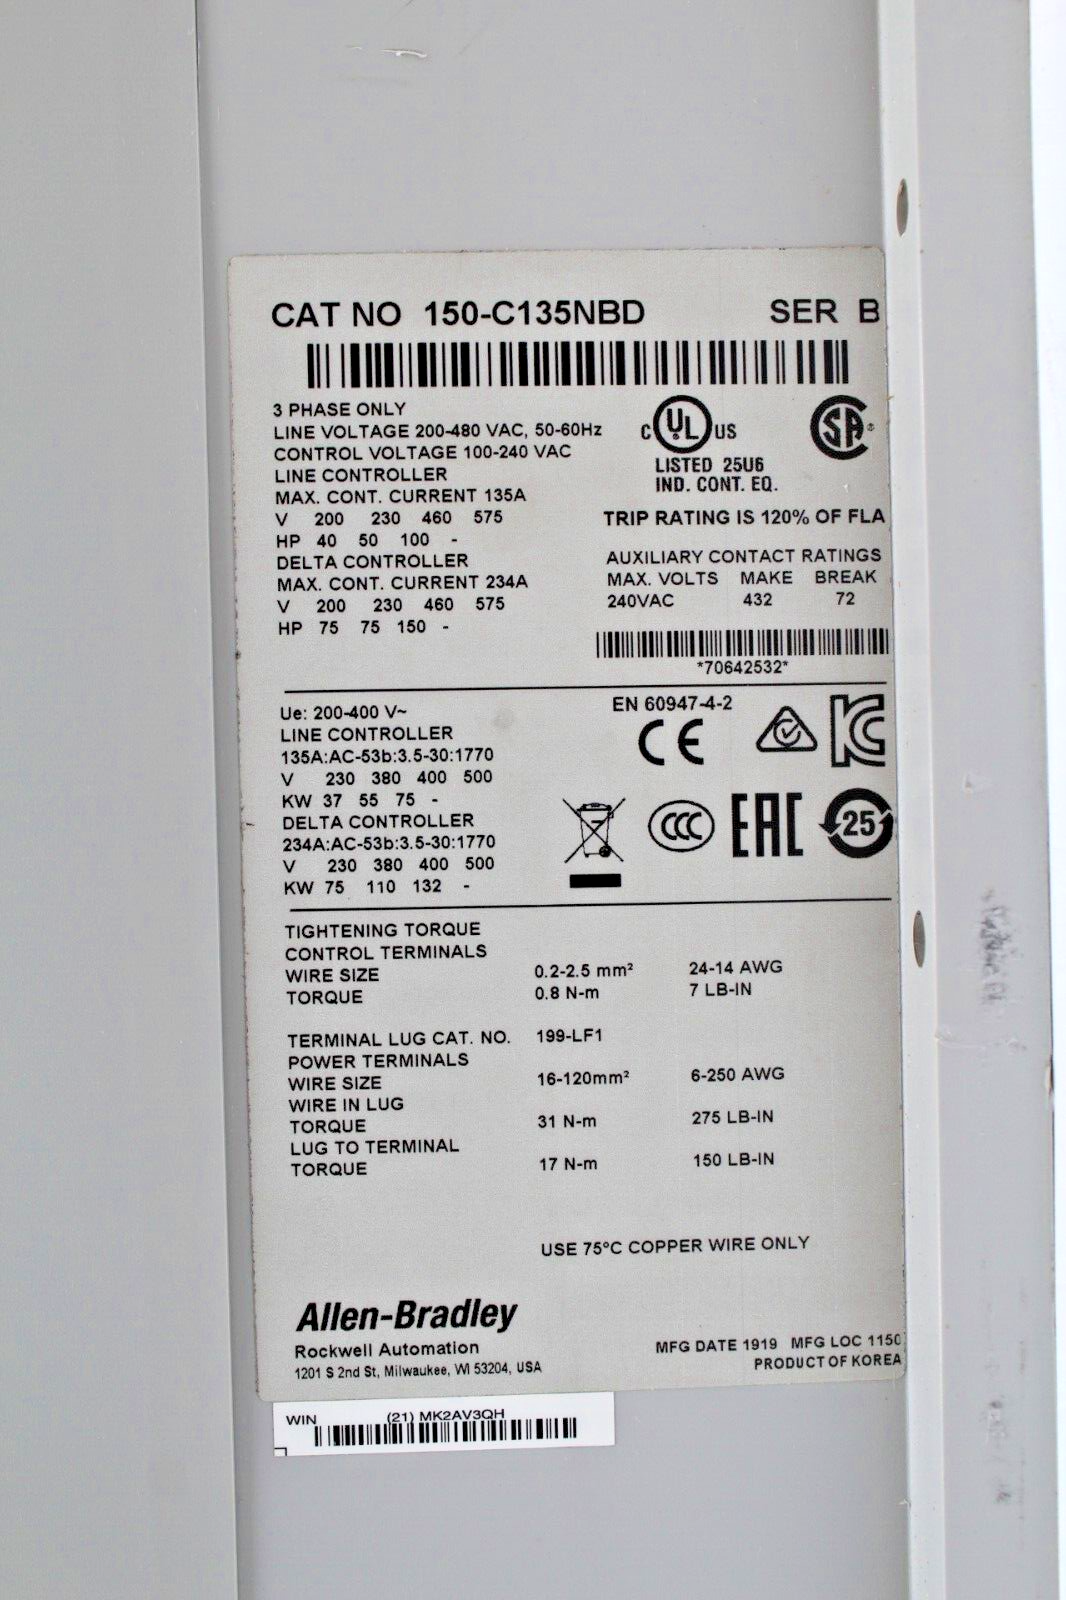 CAT NO 150-C135NBD SER B
3 PHASE ONLY
LINE VOLTAGE 200-480 VAC, 50-60Hz
CONTROL VOLTAGE 100-240 VAC
LINE CONTROLLER
MAX. CONT. CURRENT 135A
V 200 230 460 575
HP 40 50 100 -
DELTA CONTROLLER
MAX. CONT. CURRENT 234A
V 200 230 460 575
HP 75 75 150 -
C UL US
LISTED 25U6
IND. CONT. EQ.
SA ®
TRIP RATING IS 120% OF FLA
AUXILIARY CONTACT RATINGS
MAX. VOLTS MAKE BREAK
240VAC 432 72
*70642532*
Ue: 200-400 V~
LINE CONTROLLER
135A:AC-53b:3.5-30:1770
V 230 380 400 500
KW 37 55 75 -
DELTA CONTROLLER
234A:AC-53b:3.5-30:1770
V 230 380 400 500
KW 75 110 132 -
EN 60947-4-2
CE
KC
CCC
EAC
25
TIGHTENING TORQUE
CONTROL TERMINALS
WIRE SIZE 0.2-2.5 mm² 24-14 AWG
TORQUE 0.8 N-m 7 LB-IN
TERMINAL LUG CAT. NO. 199-LF1
POWER TERMINALS
WIRE SIZE 16-120mm² 6-250 AWG
WIRE IN LUG
TORQUE 31 N-m 275 LB-IN
LUG TO TERMINAL
TORQUE 17 N-m 150 LB-IN
USE 75°C COPPER WIRE ONLY
Allen-Bradley
Rockwell Automation
1201 S 2nd St, Milwaukee, WI 53204, USA
MFG DATE 1919 MFG LOC 1150
PRODUCT OF KOREA
WIN (21) MK2AV3QH